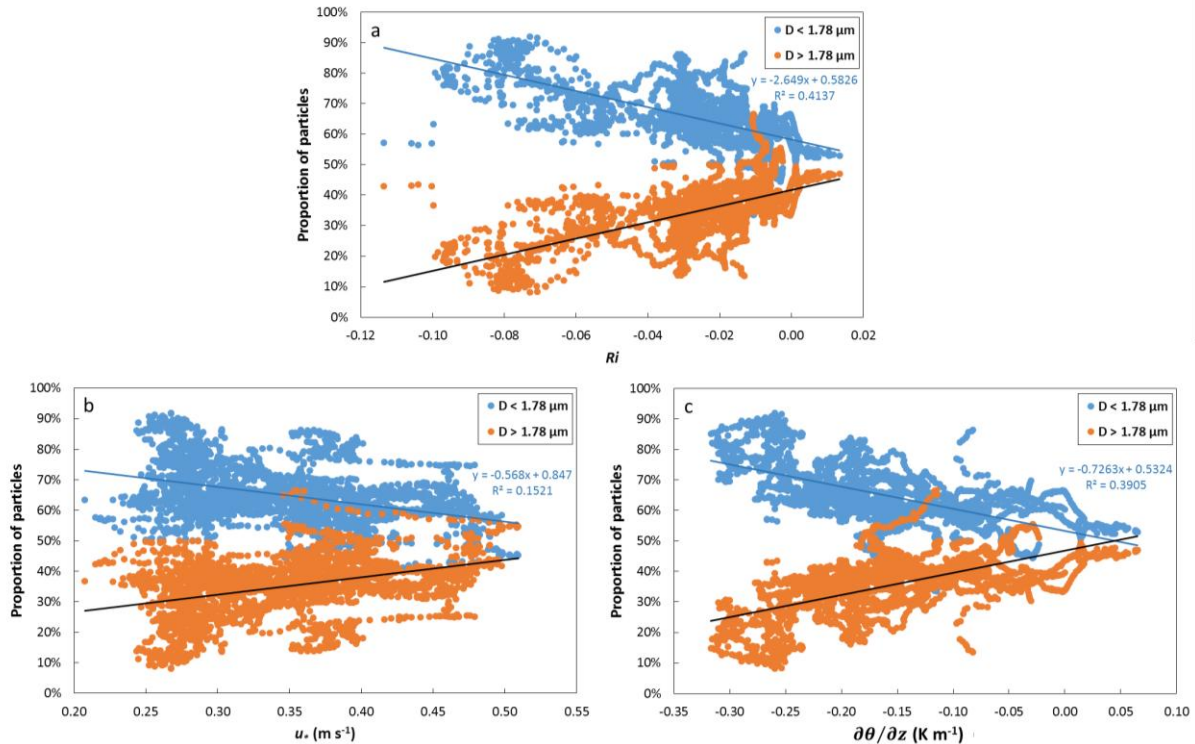 100%
90%
80%
70%
60%
50%
40%
30%
20%
10%
0%
Proportion of particles
a
D < 1.78 µm
D > 1.78 µm
y = -2.649x + 0.5826
R² = 0.4137
-0.12 -0.10 -0.08 -0.06 -0.04 -0.02 0.00 0.02
Ri
100%
90%
80%
70%
60%
50%
40%
30%
20%
10%
0%
Proportion of particles
b
D < 1.78 µm
D > 1.78 µm
y = -0.568x + 0.847
R² = 0.1521
0.20 0.25 0.30 0.35 0.40 0.45 0.50 0.55
u* (m s⁻¹)
100%
90%
80%
70%
60%
50%
40%
30%
20%
10%
0%
Proportion of particles
c
D < 1.78 µm
D > 1.78 µm
y = -0.7263x + 0.5324
R² = 0.3905
-0.35 -0.30 -0.25 -0.20 -0.15 -0.10 -0.05 0.00 0.05 0.10
∂θ/∂z (K m⁻¹)